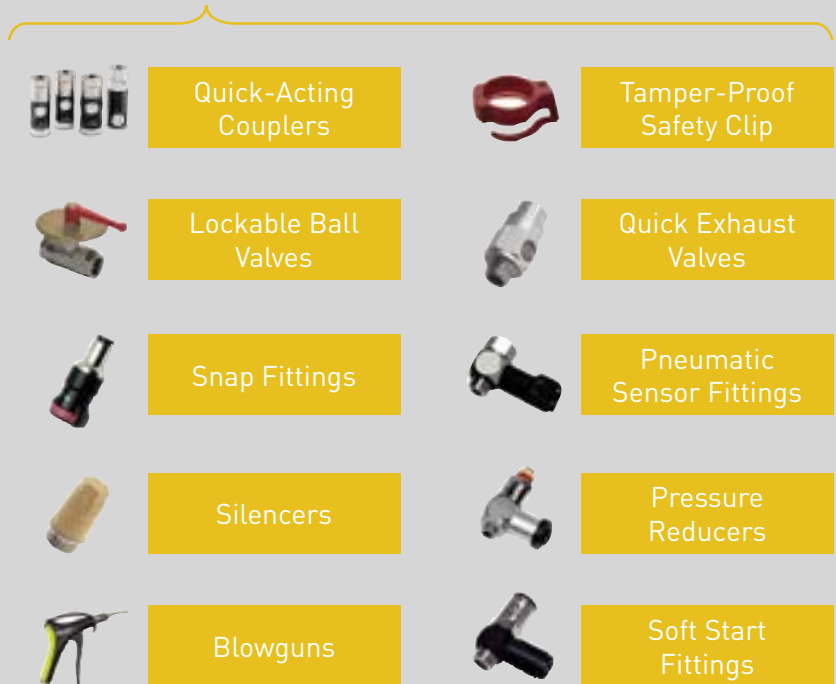 Quick-Acting
Couplers
Tamper-Proof
Safety Clip
Lockable Ball
Valves
Quick Exhaust
Valves
Snap Fittings
Pneumatic
Sensor Fittings
Silencers
Pressure
Reducers
Blowguns
Soft Start
Fittings